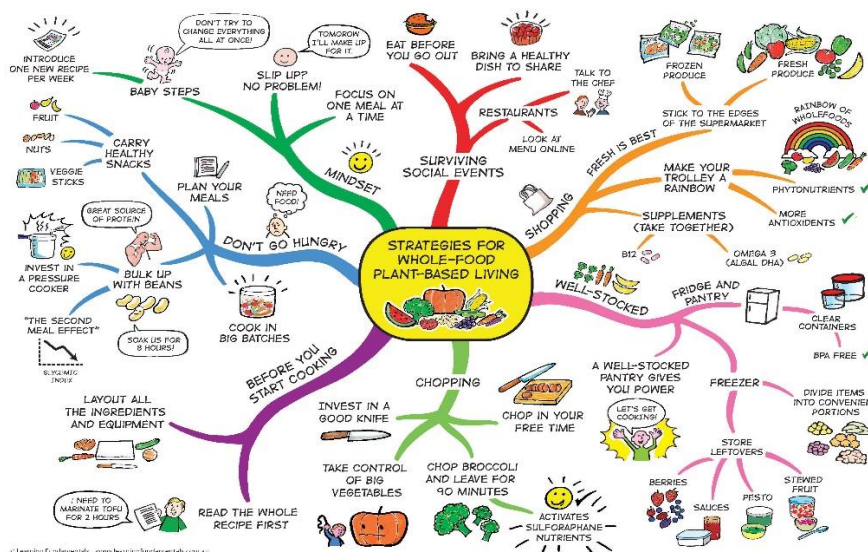 STRATEGIES FOR
WHOLE-FOOD
PLANT-BASED LIVING
MINDSET
BABY STEPS
DON'T TRY TO
CHANGE EVERYTHING
ALL AT ONCE!
INTRODUCE
ONE NEW RECIPE
PER WEEK
SLIP UP?
NO PROBLEM!
TOMOROW
I'LL MAKE UP
FOR IT.
FOCUS ON
ONE MEAL AT
A TIME
SURVIVING
SOCIAL EVENTS
EAT BEFORE
YOU GO OUT
BRING A HEALTHY
DISH TO SHARE
RESTAURANTS
TALK TO
THE CHEF
LOOK AT
MENU ONLINE
SHOPPING
FRESH IS BEST
STICK TO THE EDGES
OF THE SUPERMARKET
FROZEN
PRODUCE
FRESH
PRODUCE
MAKE YOUR
TROLLEY A
RAINBOW
RAINBOW OF
WHOLEFOODS
PHYTONUTRIENTS
MORE
ANTIOXIDENTS
SUPPLEMENTS
(TAKE TOGETHER)
B12
OMEGA 3
(ALGAL DHA)
WELL-STOCKED
FRIDGE AND
PANTRY
CLEAR
CONTAINERS
BPA FREE
A WELL-STOCKED
PANTRY GIVES
YOU POWER
LET'S GET
COOKING!
FREEZER
DIVIDE ITEMS
INTO CONVENIE
PORTIONS
STORE
LEFTOVERS
BERRIES
SAUCES
PESTO
STEWED
FRUIT
CHOPPING
INVEST IN A
GOOD KNIFE
CHOP IN YOUR
FREE TIME
TAKE CONTROL
OF BIG
VEGETABLES
CHOP BROCCOLI
AND LEAVE FOR
90 MINUTES
ACTIVATES
SULFORAPHANE
NUTRIENTS
BEFORE YOU
START COOKING
LAYOUT ALL
THE INGREDIENTS
AND EQUIPMENT
READ THE WHOLE
RECIPE FIRST
I NEED TO
MARINATE TOFU
FOR 2 HOURS
DON'T GO HUNGRY
NEED
FOOD!
CARRY
HEALTHY
SNACKS
FRUIT
NUTS
VEGGIE
STICKS
PLAN YOUR
MEALS
BULK UP
WITH BEANS
GREAT SOURCE
OF PROTEIN
INVEST IN
A PRESSURE
COOKER
"THE SECOND
MEAL EFFECT"
GLYCEMIC
INDEX
SOAK US FOR
8 HOURS!
COOK IN
BIG BATCHES